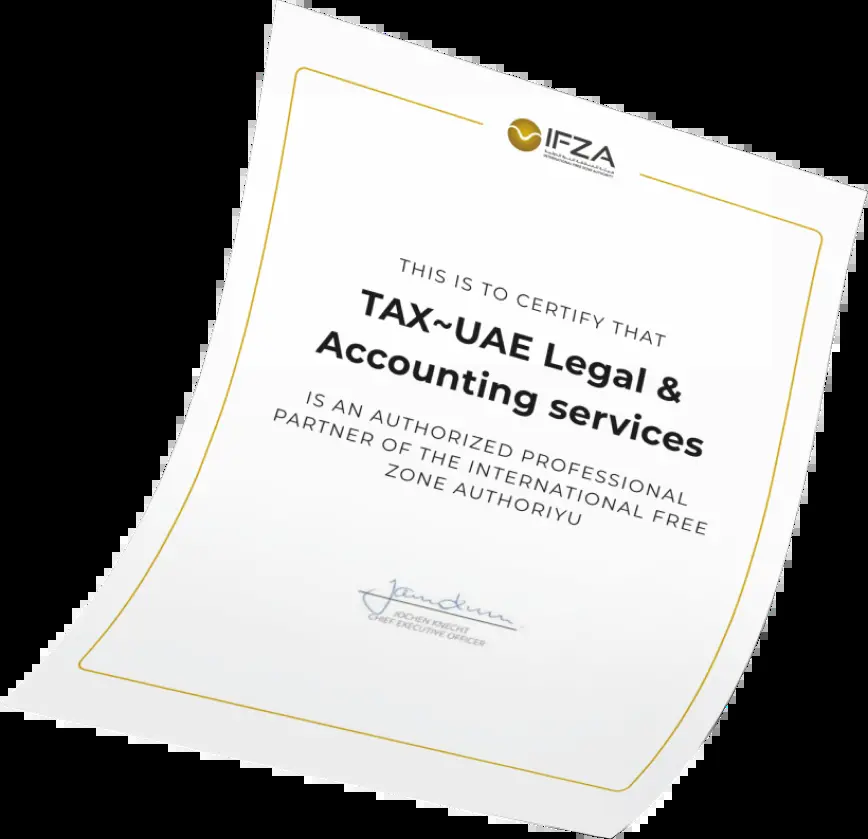 IFZA
INTERNATIONAL FREE ZONE AUTHORITY
THIS IS TO CERTIFY THAT
TAX~UAE Legal &
Accounting services
IS AN AUTHORIZED PROFESSIONAL
PARTNER OF THE INTERNATIONAL FREE
ZONE AUTHORIYU
JOCHEN KNECHT
CHIEF EXECUTIVE OFFICER